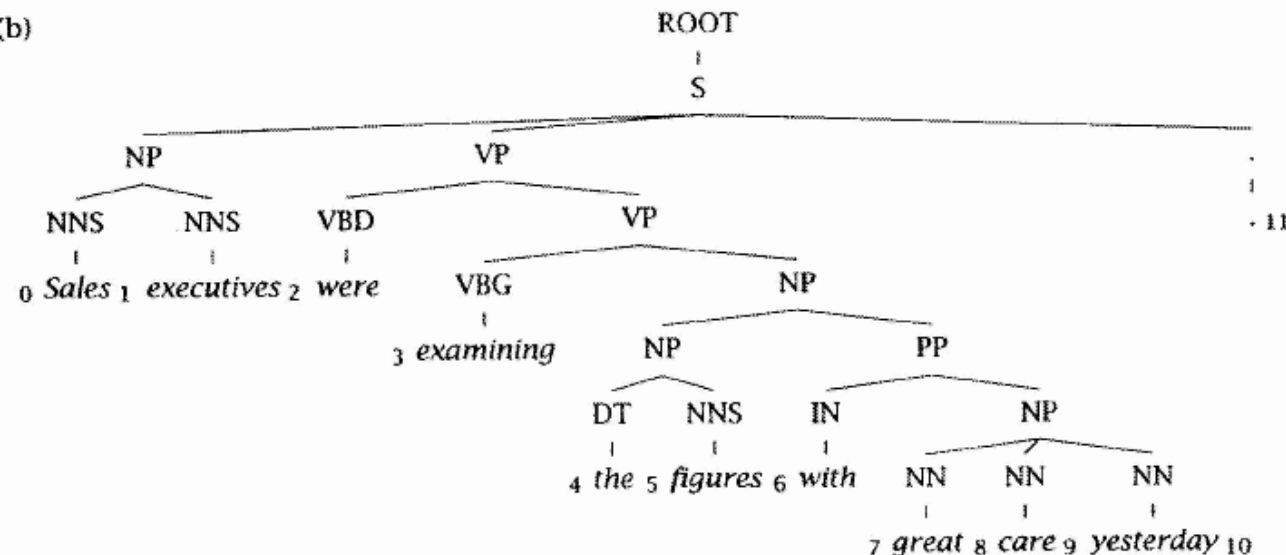 (b)
ROOT
S
NP VP .
NNS NNS VBD VP . 11
0 Sales 1 executives 2 were VBG NP
3 examining NP PP
DT NNS IN NP
4 the 5 figures 6 with NN NN NN
7 great 8 care 9 yesterday 10